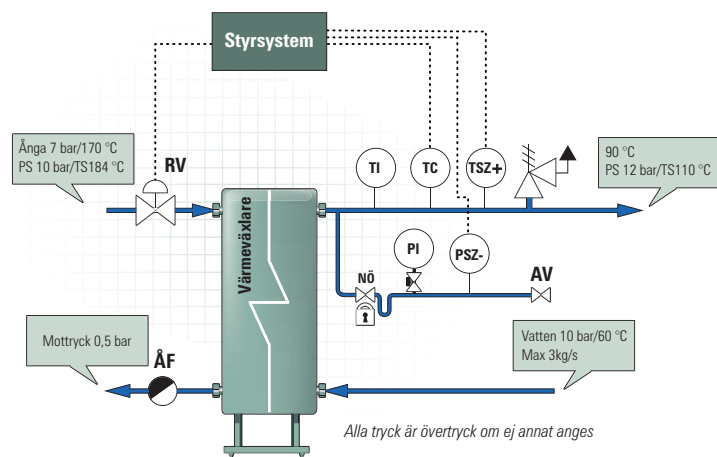 Styrsystem
Ånga 7 bar/170 °C
PS 10 bar/TS184 °C
RV
TI
TC
TSZ+
90 °C
PS 12 bar/TS110 °C
Värmeväxlare
PI
PSZ-
NÖ
AV
Mottryck 0,5 bar
ÅF
Vatten 10 bar/60 °C
Max 3kg/s
Alla tryck är övertryck om ej annat anges